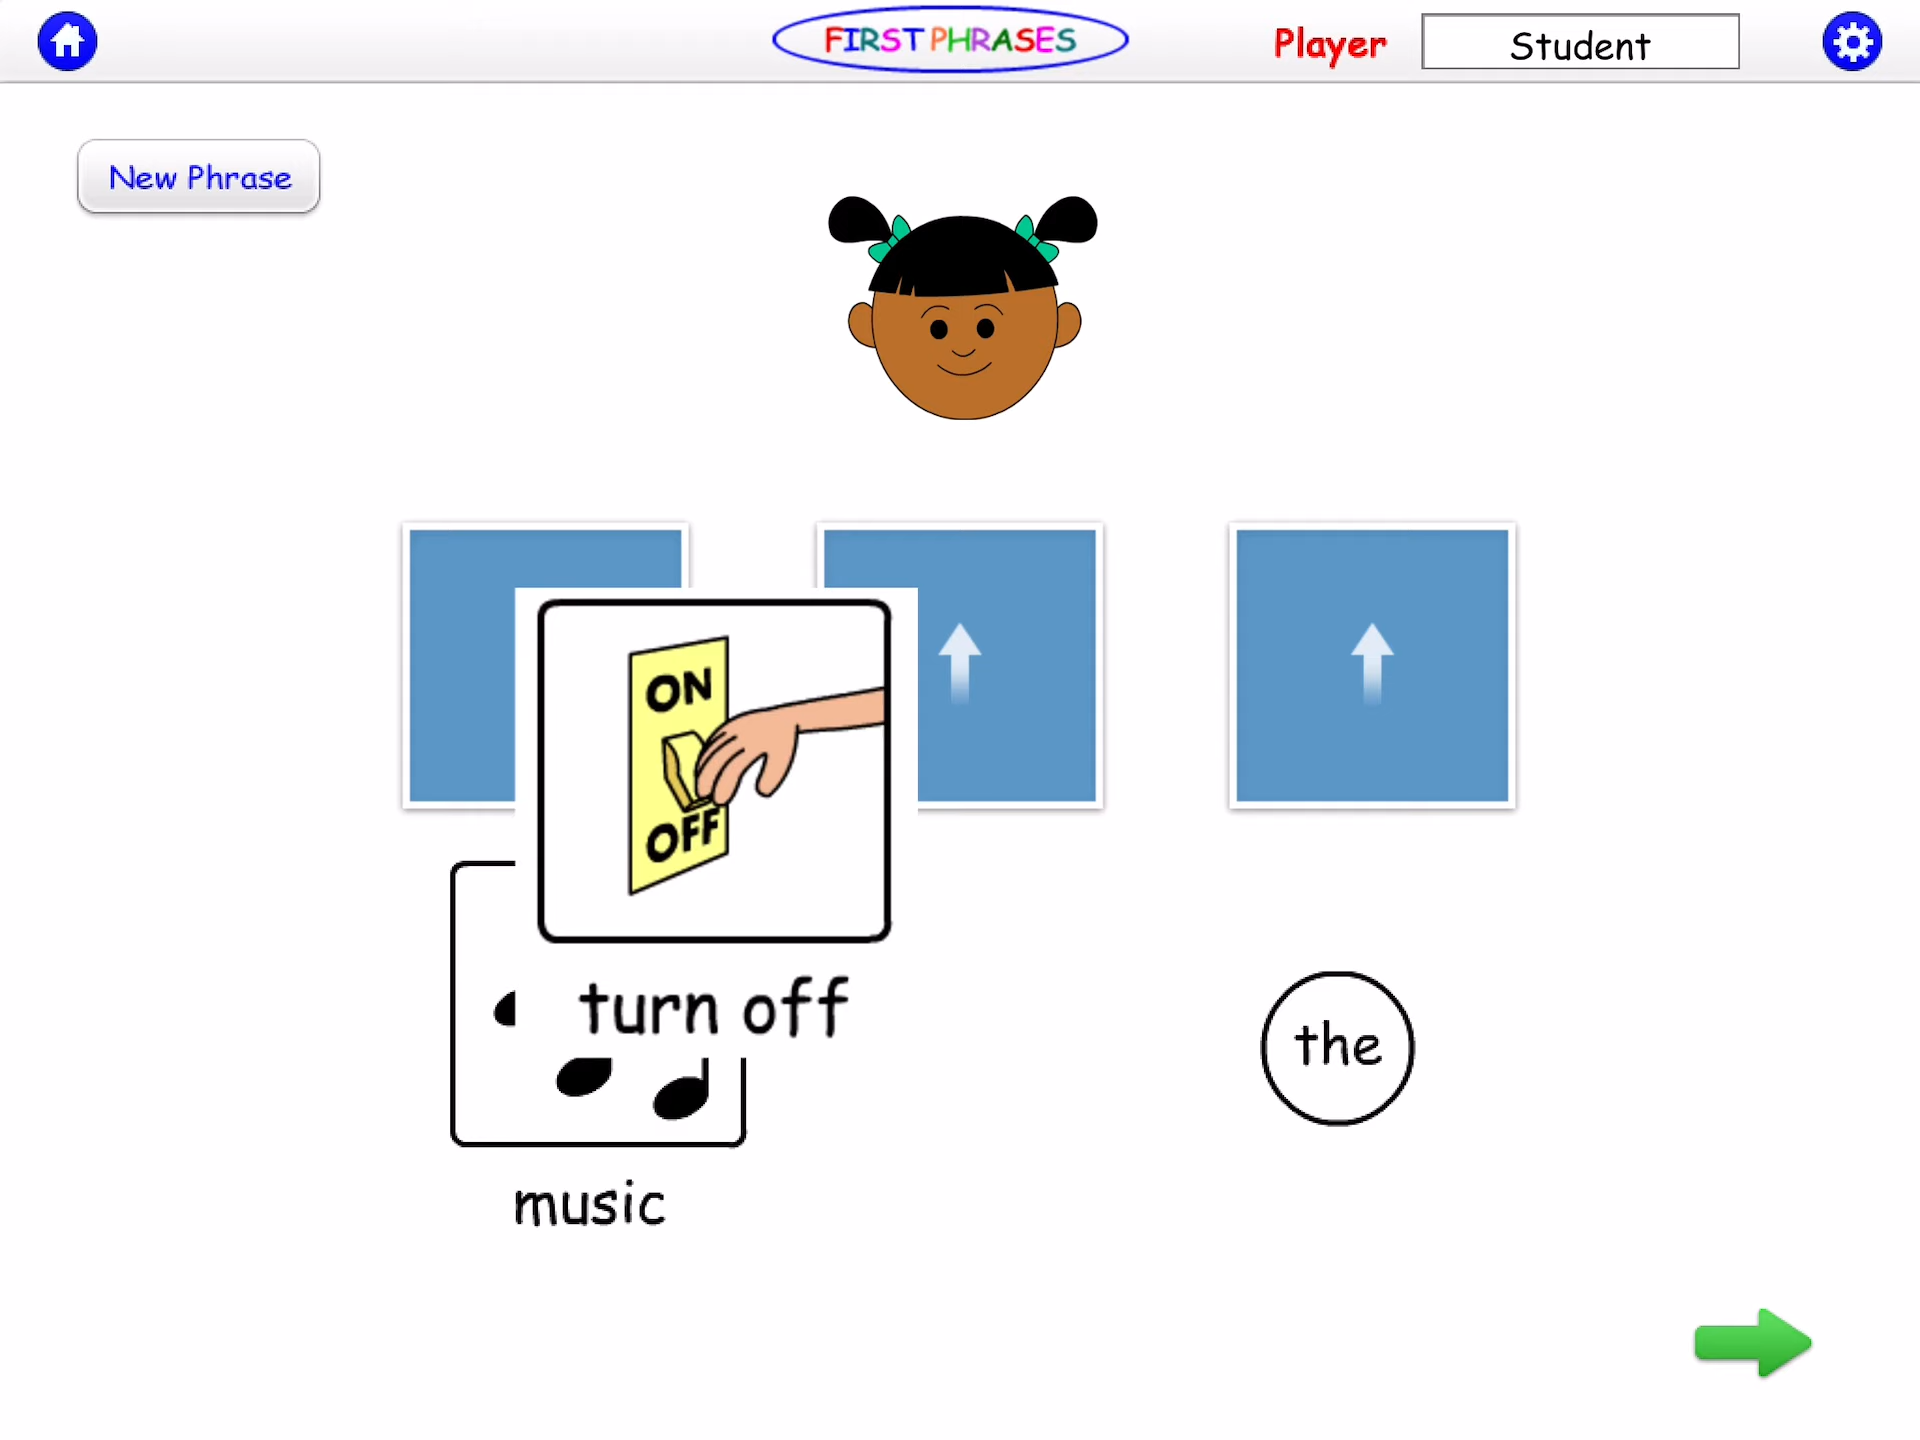 FIRST PHRASES
Player
Student
New Phrase
ON
OFF
turn off
the
music